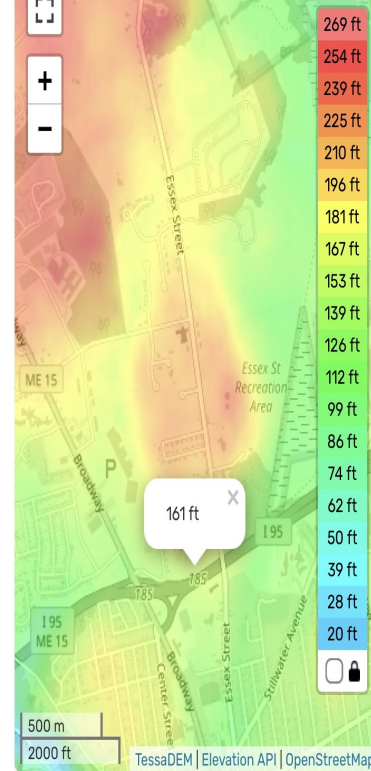 +
−
269 ft
254 ft
239 ft
225 ft
210 ft
196 ft
181 ft
167 ft
153 ft
139 ft
126 ft
112 ft
99 ft
86 ft
74 ft
62 ft
50 ft
39 ft
28 ft
20 ft
Essex Street
Essex St
Recreation
Area
ME 15
Broadway
P
161 ft
×
I 95
185
185
I 95
ME 15
Broadway
Center Stree
Essex Street
Stillwater Avenue
500 m
2000 ft
TessaDEM | Elevation API | OpenStreetMap